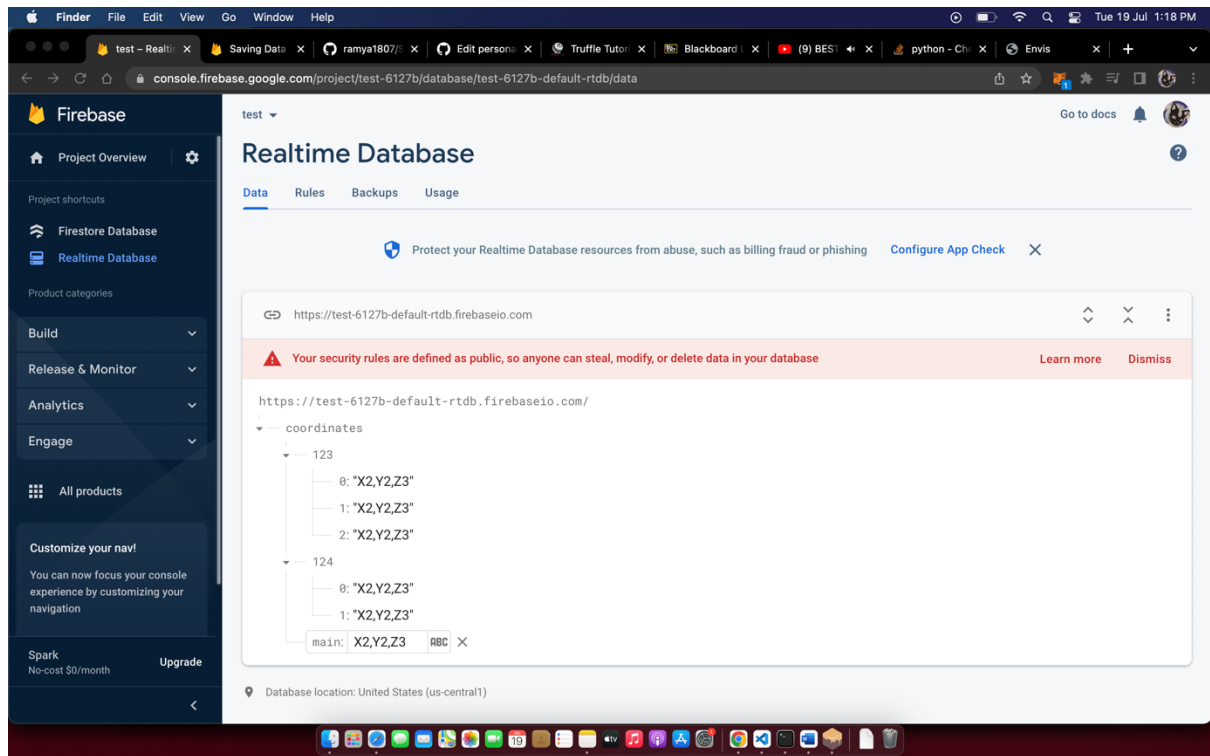 Finder File Edit View Go Window Help Tue 19 Jul 1:18 PM
test – Realti Saving Data ramya1807/S Edit persona Truffle Tutori Blackboard L (9) BEST python - Che Envis
console.firebase.google.com/project/test-6127b/database/test-6127b-default-rtdb/data
Firebase
Project Overview
Project shortcuts
Firestore Database
Realtime Database
Product categories
Build
Release & Monitor
Analytics
Engage
All products
Customize your nav!
You can now focus your console
experience by customizing your
navigation
Spark
No-cost $0/month
Upgrade
test
Go to docs
Realtime Database
Data Rules Backups Usage
Protect your Realtime Database resources from abuse, such as billing fraud or phishing Configure App Check
https://test-6127b-default-rtdb.firebaseio.com
Your security rules are defined as public, so anyone can steal, modify, or delete data in your database Learn more Dismiss
https://test-6127b-default-rtdb.firebaseio.com/
coordinates
123
0: "X2,Y2,Z3"
1: "X2,Y2,Z3"
2: "X2,Y2,Z3"
124
0: "X2,Y2,Z3"
1: "X2,Y2,Z3"
main: X2,Y2,Z3 ABC
Database location: United States (us-central1)